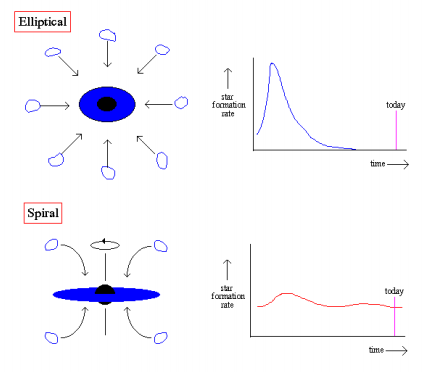 Elliptical
star
formation
rate
today
time
Spiral
star
formation
rate
today
time